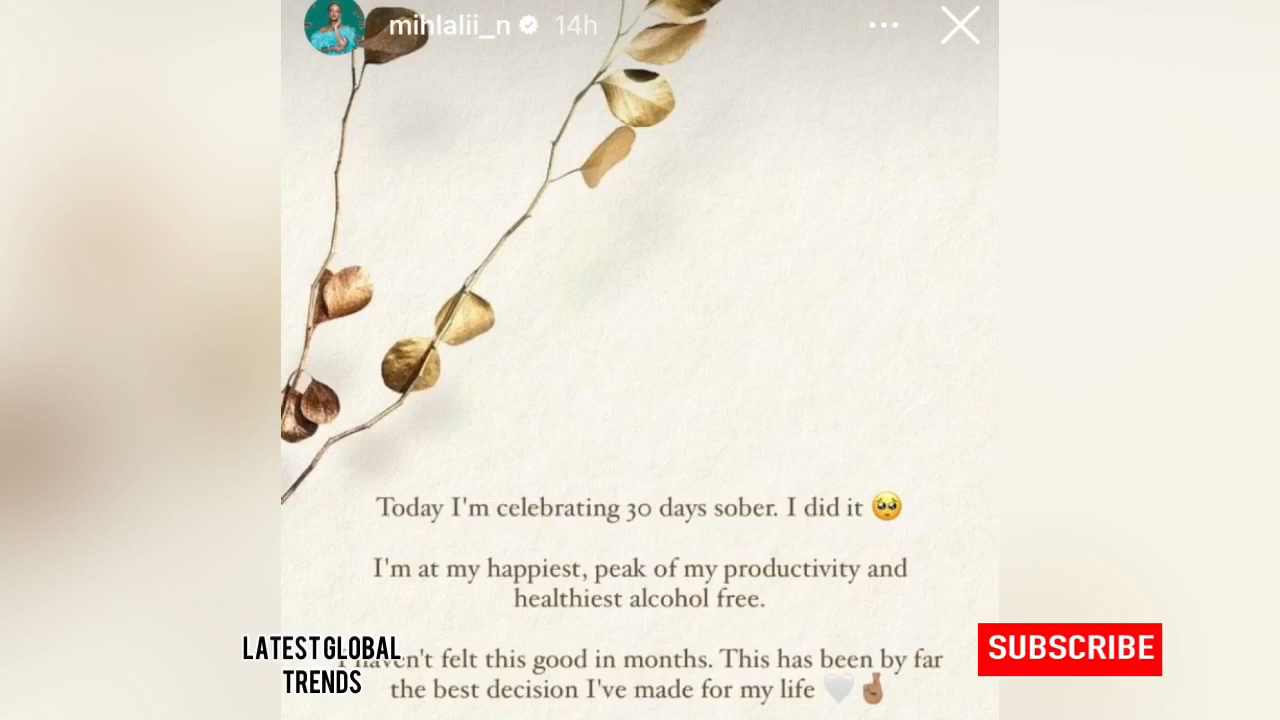 mihlalii_n 14h
Today I'm celebrating 30 days sober. I did it 🥺
I'm at my happiest, peak of my productivity and
healthiest alcohol free.
I haven't felt this good in months. This has been by far
the best decision I've made for my life 🤍🤞🏾
LATEST GLOBAL
TRENDS
SUBSCRIBE